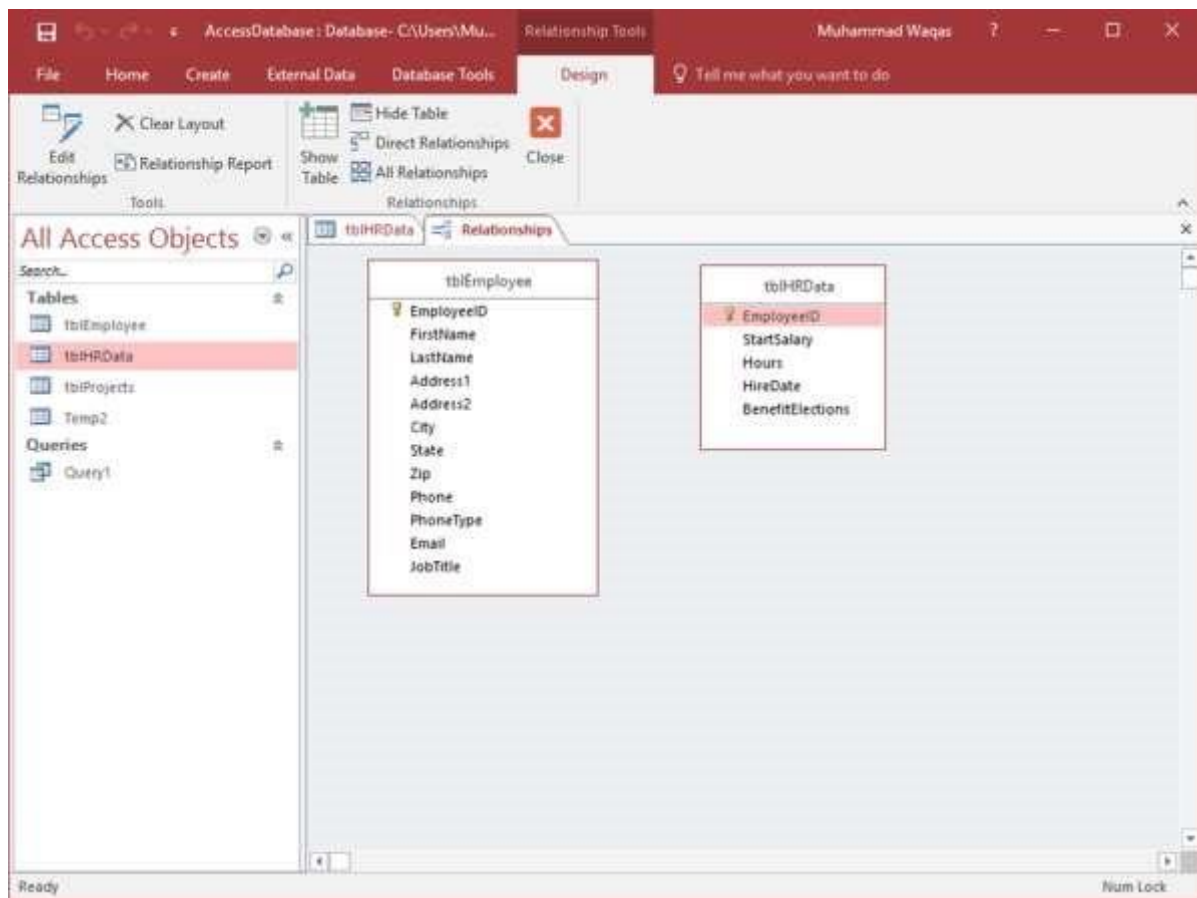 AccessDatabase : Database- C:\Users\Mu... Relationship Tools Muhammad Waqas ?
File Home Create External Data Database Tools Design Tell me what you want to do
Edit Relationships
Clear Layout
Relationship Report
Tools
Show Table
Hide Table
Direct Relationships
All Relationships
Relationships
Close
All Access Objects
Search...
Tables
tblEmployee
tblHRData
tblProjects
Temp2
Queries
Query1
tblHRData Relationships
tblEmployee
EmployeeID
FirstName
LastName
Address1
Address2
City
State
Zip
Phone
PhoneType
Email
JobTitle
tblHRData
EmployeeID
StartSalary
Hours
HireDate
BenefitElections
Ready Num Lock